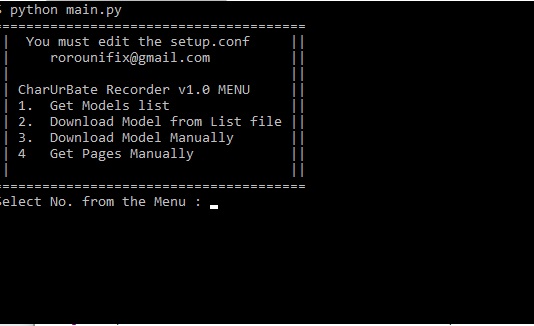 $ python main.py
======================================
|  You must edit the setup.conf     ||
|     rorounifix@gmail.com          ||
|                                   ||
| CharUrBate Recorder v1.0 MENU     ||
| 1.  Get Models list               ||
| 2.  Download Model from List file ||
| 3.  Download Model Manually       ||
| 4   Get Pages Manually            ||
|                                   ||
======================================
Select No. from the Menu :